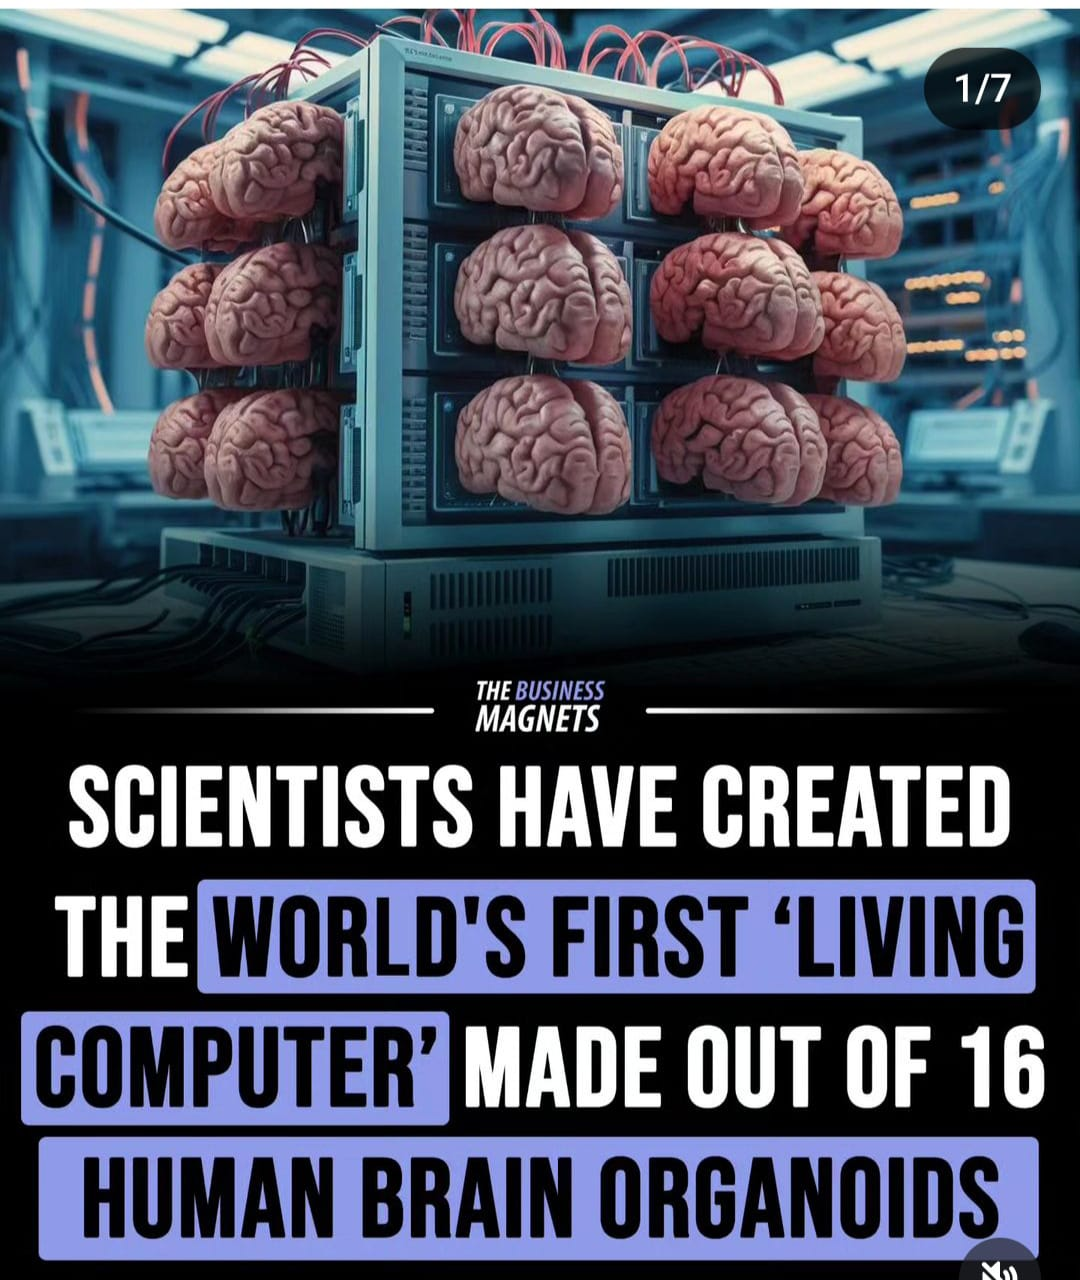 1/7
THE BUSINESS
MAGNETS
SCIENTISTS HAVE CREATED
THE WORLD'S FIRST ‘LIVING
COMPUTER’ MADE OUT OF 16
HUMAN BRAIN ORGANOIDS